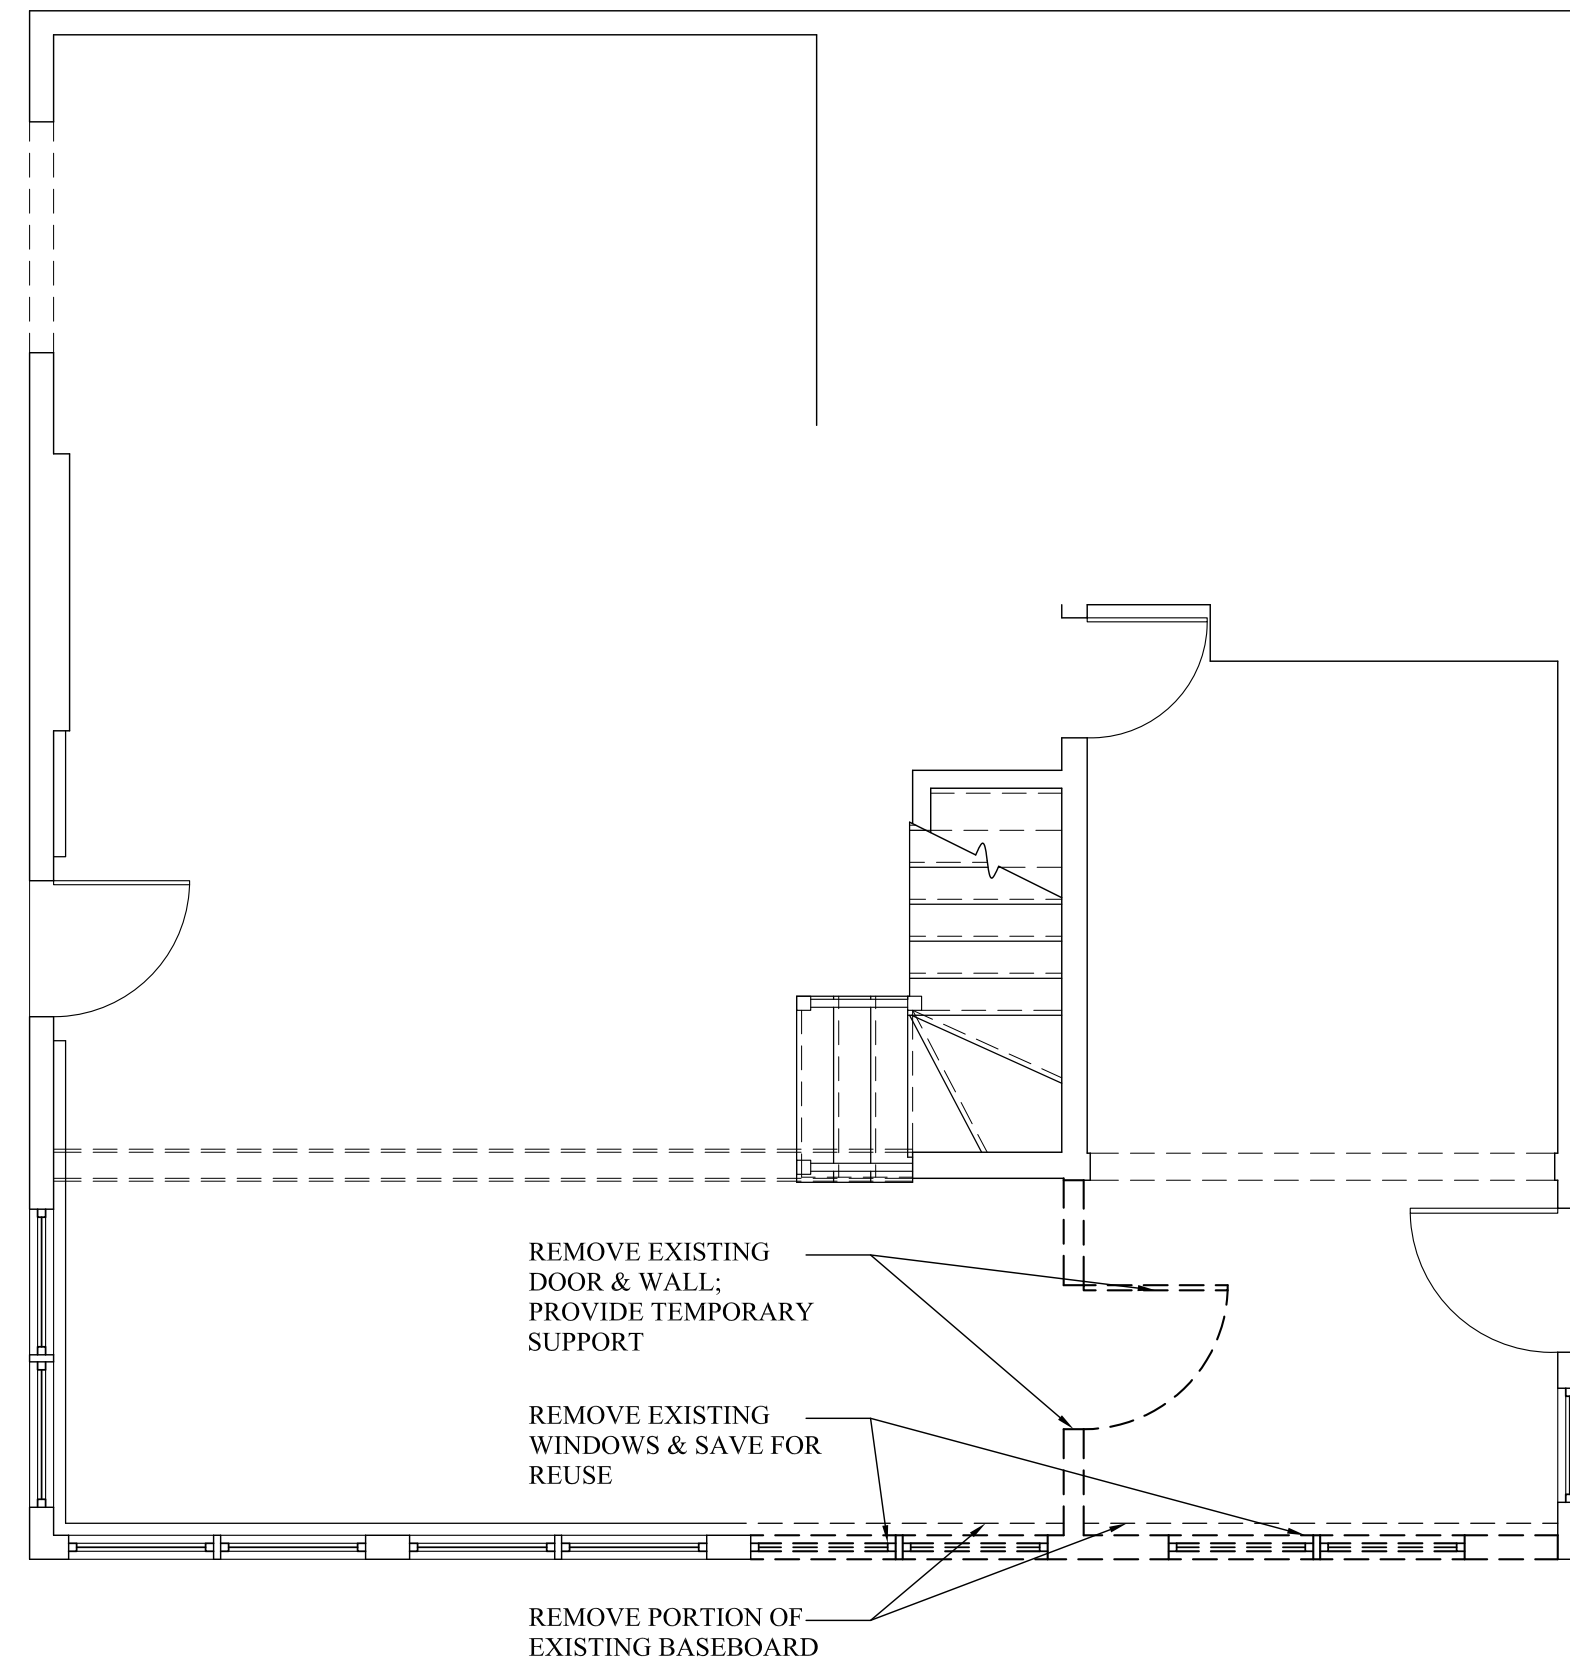 REMOVE EXISTING
DOOR & WALL;
PROVIDE TEMPORARY
SUPPORT
REMOVE EXISTING
WINDOWS & SAVE FOR
REUSE
REMOVE PORTION OF
EXISTING BASEBOARD